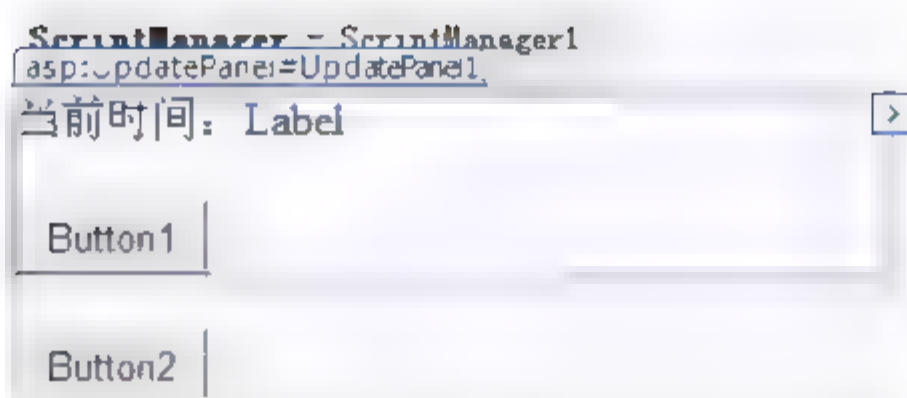 ScriptManager - ScriptManager1
asp:UpdatePanel#UpdatePanel1
当前时间：Label
Button1
Button2